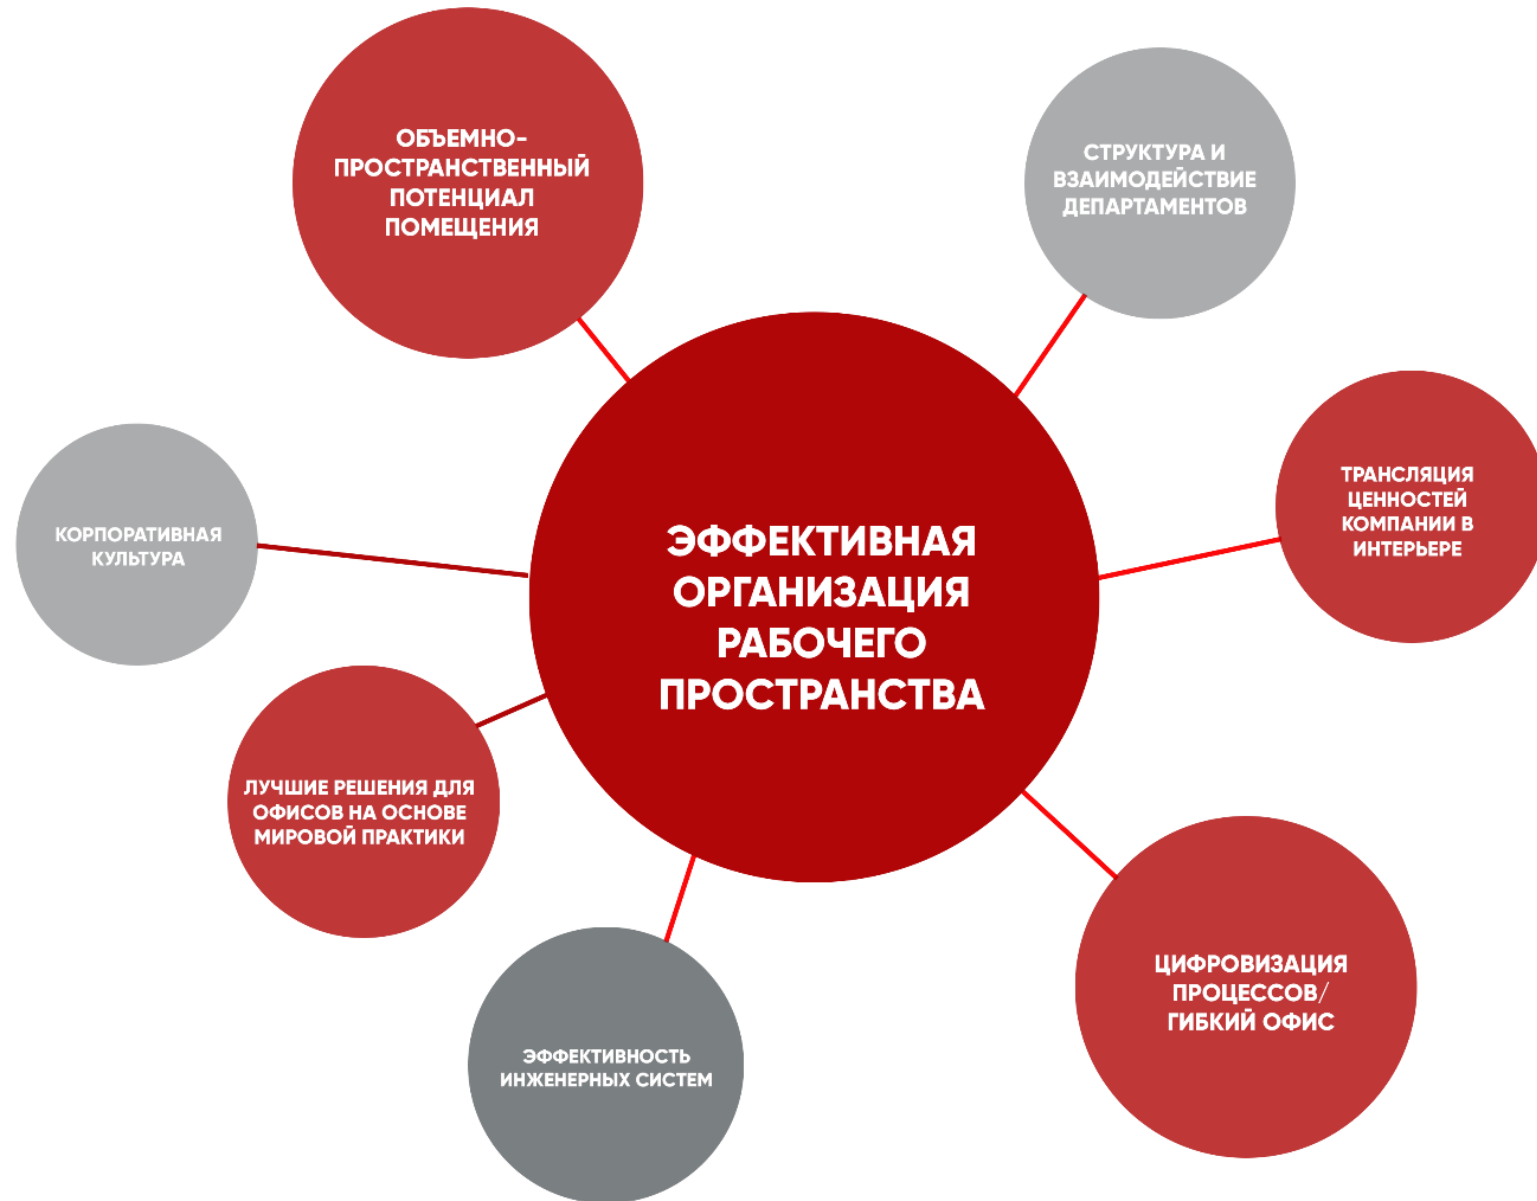 ОБЪЕМНО-
ПРОСТРАНСТВЕННЫЙ
ПОТЕНЦИАЛ
ПОМЕЩЕНИЯ
СТРУКТУРА И
ВЗАИМОДЕЙСТВИЕ
ДЕПАРТАМЕНТОВ
ТРАНСЛЯЦИЯ
ЦЕННОСТЕЙ
КОМПАНИИ В
ИНТЕРЬЕРЕ
КОРПОРАТИВНАЯ
КУЛЬТУРА
ЭФФЕКТИВНАЯ
ОРГАНИЗАЦИЯ
РАБОЧЕГО
ПРОСТРАНСТВА
ЛУЧШИЕ РЕШЕНИЯ ДЛЯ
ОФИСОВ НА ОСНОВЕ
МИРОВОЙ ПРАКТИКИ
ЦИФРОВИЗАЦИЯ
ПРОЦЕССОВ/
ГИБКИЙ ОФИС
ЭФФЕКТИВНОСТЬ
ИНЖЕНЕРНЫХ СИСТЕМ